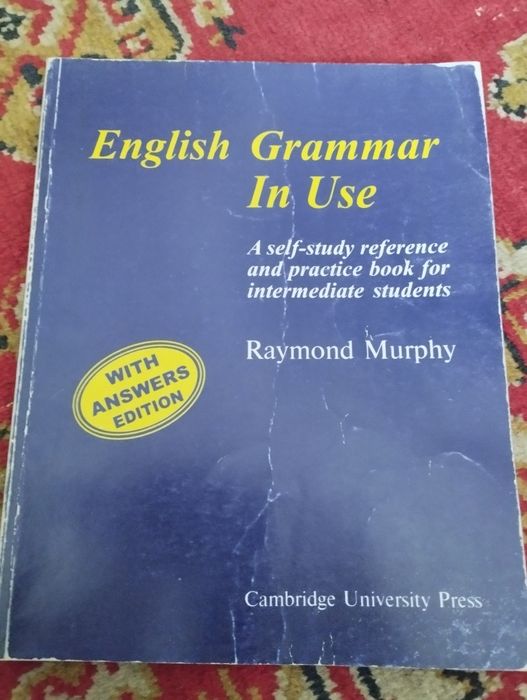 English Grammar
In Use
A self-study reference
and practice book for
intermediate students
Raymond Murphy
WITH
ANSWERS
EDITION
Cambridge University Press